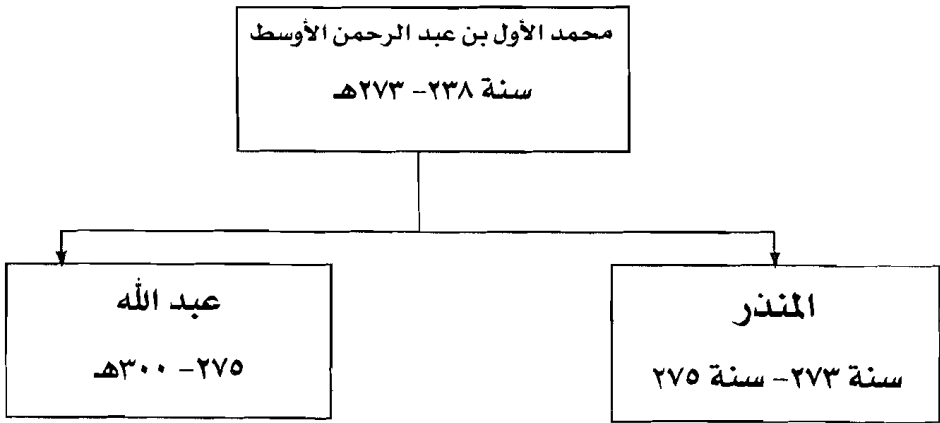 محمد الأول بن عبد الرحمن الأوسط
سنة ٢٣٨- ٢٧٣هـ
المنذر
سنة ٢٧٣- سنة ٢٧٥
عبد الله
٢٧٥- ٣٠٠هـ